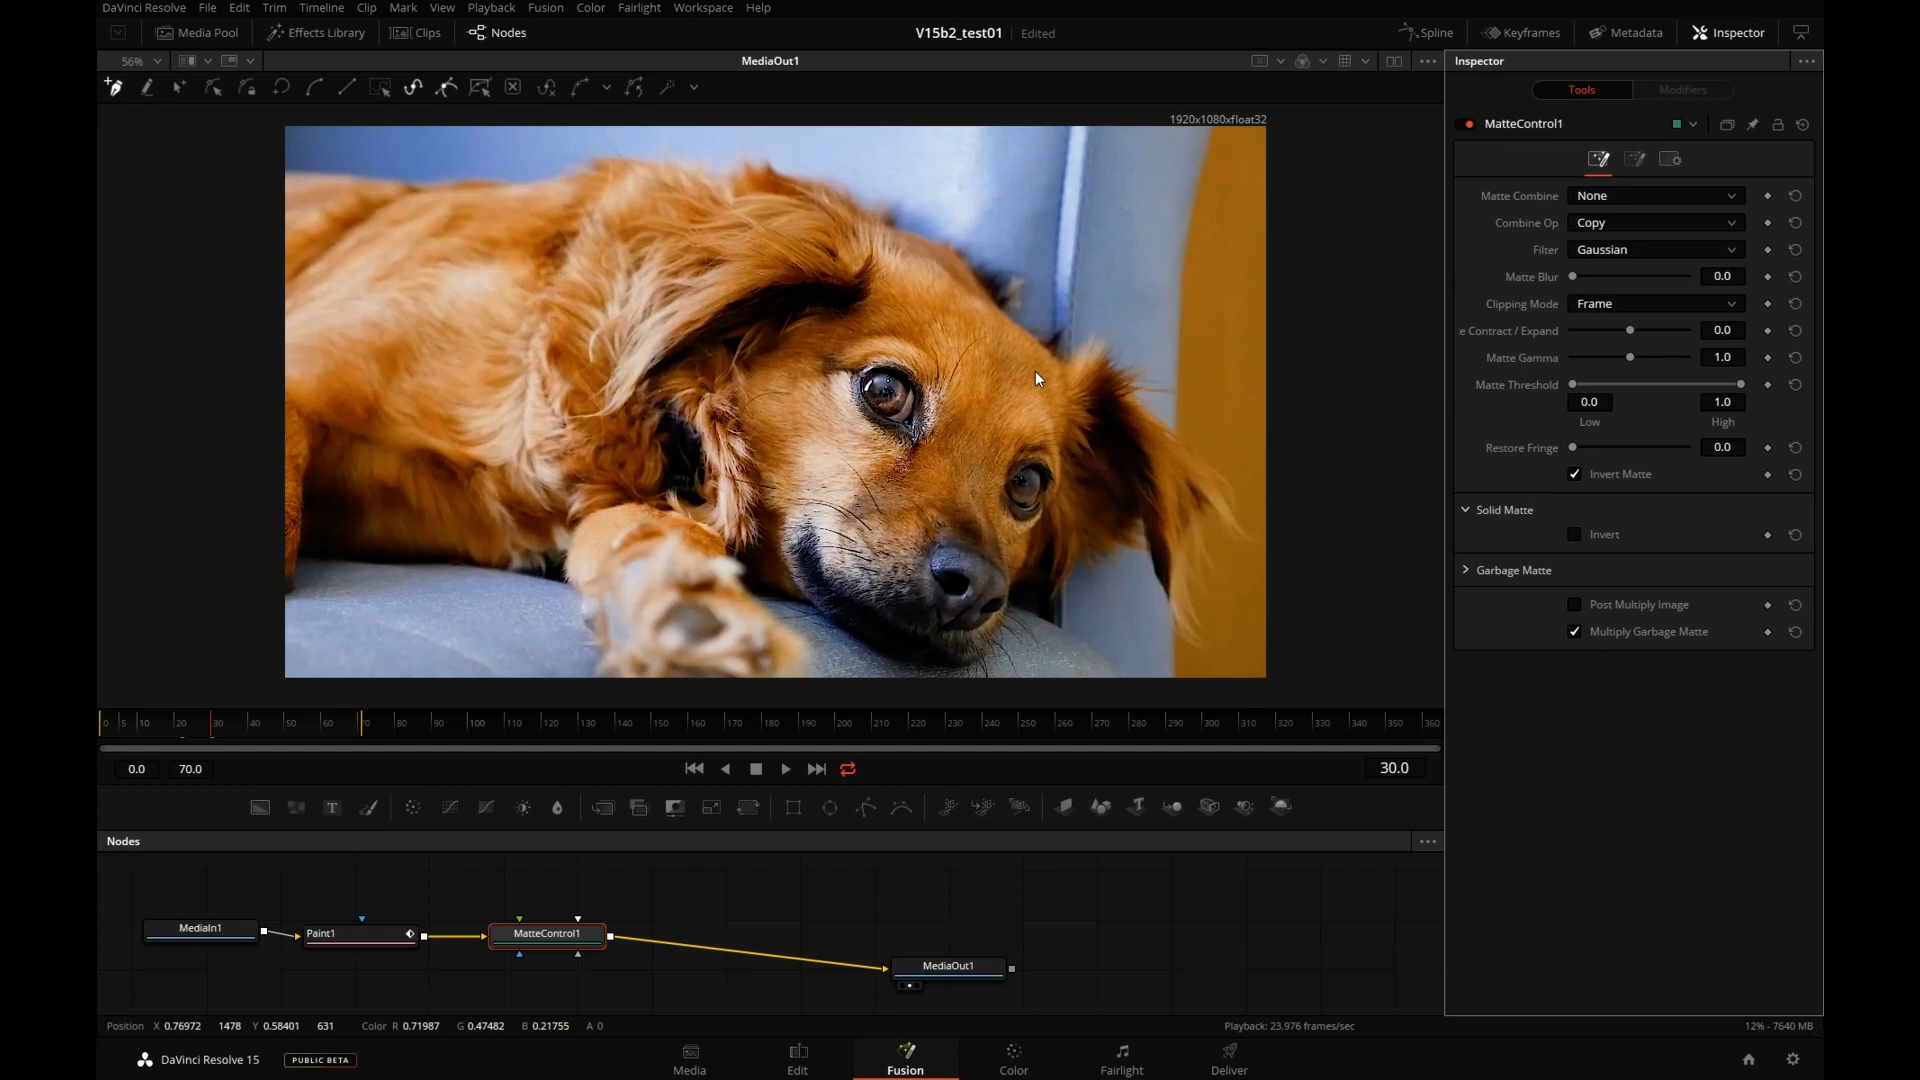 DaVinci Resolve File Edit Trim Timeline Clip Mark View Playback Fusion Color Fairlight Workspace Help
Media Pool Effects Library Clips Nodes V15b2_test01 Edited Spline Keyframes Metadata Inspector
56% MediaOut1 Inspector
Tools Modifiers
1920x1080xfloat32
MatteControl1
Matte Combine None
Combine Op Copy
Filter Gaussian
Matte Blur 0.0
Clipping Mode Frame
e Contract / Expand 0.0
Matte Gamma 1.0
Matte Threshold
0.0 1.0
Low High
Restore Fringe 0.0
Invert Matte
Solid Matte
Invert
Garbage Matte
Post Multiply Image
Multiply Garbage Matte
0 5 10 20 30 40 50 60 70 80 90 100 110 120 130 140 150 160 170 180 190 200 210 220 230 240 250 260 270 280 290 300 310 320 330 340 350 360
0.0 70.0 30.0
Nodes
MediaIn1 Paint1 MatteControl1
MediaOut1
Position X 0.76972 1478 Y 0.58401 631 Color R 0.71987 G 0.47482 B 0.21755 A 0 Playback: 23.976 frames/sec 12% - 7640 MB
DaVinci Resolve 15 PUBLIC BETA Media Edit Fusion Color Fairlight Deliver